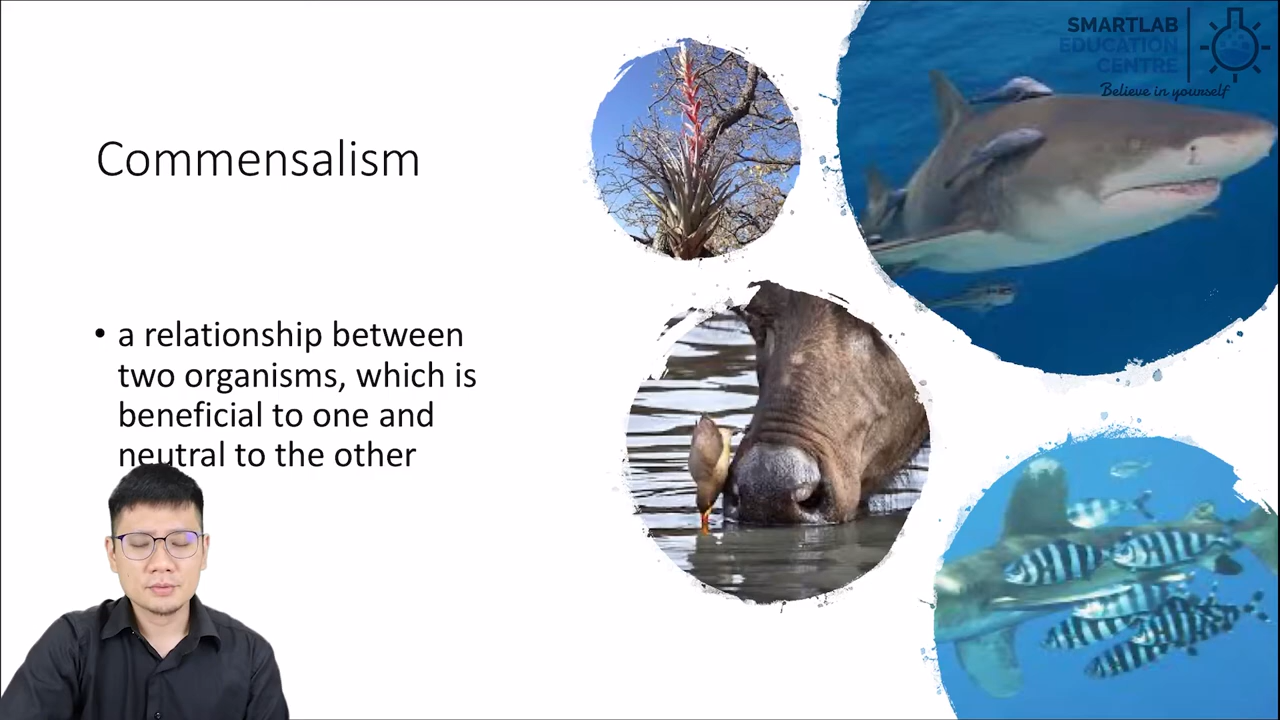 SMARTLAB
EDUCATION
CENTRE
Believe in yourself
Commensalism
• a relationship between
two organisms, which is
beneficial to one and
neutral to the other